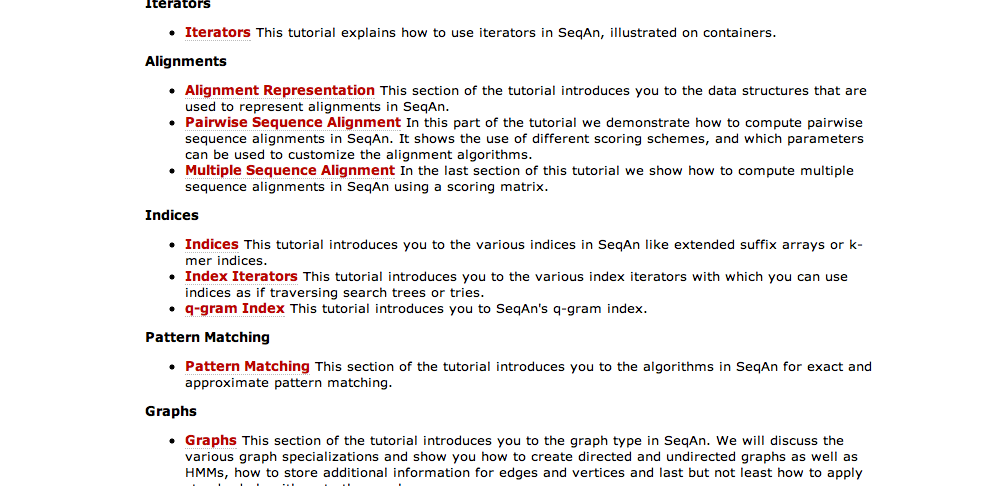 Iterators
• Iterators This tutorial explains how to use iterators in SeqAn, illustrated on containers.
Alignments
• Alignment Representation This section of the tutorial introduces you to the data structures that are
used to represent alignments in SeqAn.
• Pairwise Sequence Alignment In this part of the tutorial we demonstrate how to compute pairwise
sequence alignments in SeqAn. It shows the use of different scoring schemes, and which parameters
can be used to customize the alignment algorithms.
• Multiple Sequence Alignment In the last section of this tutorial we show how to compute multiple
sequence alignments in SeqAn using a scoring matrix.
Indices
• Indices This tutorial introduces you to the various indices in SeqAn like extended suffix arrays or k-
mer indices.
• Index Iterators This tutorial introduces you to the various index iterators with which you can use
indices as if traversing search trees or tries.
• q-gram Index This tutorial introduces you to SeqAn's q-gram index.
Pattern Matching
• Pattern Matching This section of the tutorial introduces you to the algorithms in SeqAn for exact and
approximate pattern matching.
Graphs
• Graphs This section of the tutorial introduces you to the graph type in SeqAn. We will discuss the
various graph specializations and show you how to create directed and undirected graphs as well as
HMMs, how to store additional information for edges and vertices and last but not least how to apply